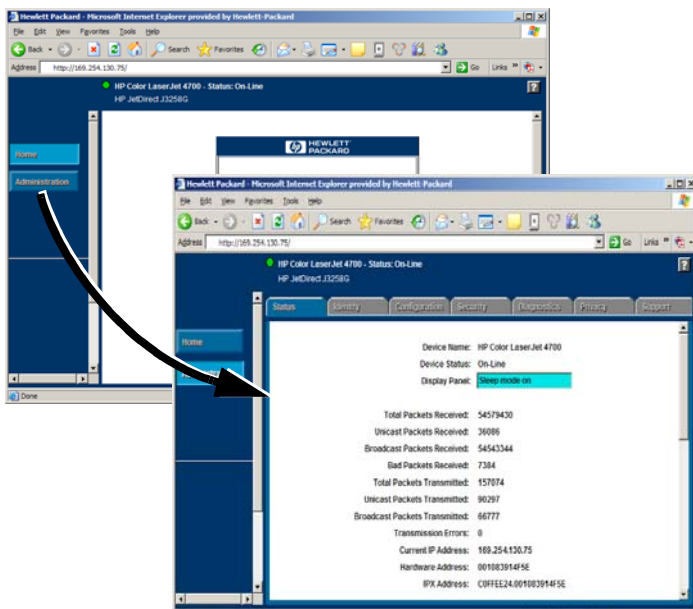 Hewlett Packard - Microsoft Internet Explorer provided by Hewlett-Packard
File Edit View Favorites Tools Help
Back Search Favorites
Address http://169.254.130.75/ Go Links »
HP Color LaserJet 4700 - Status: On-Line
HP JetDirect J3258G
?
Home
Administration
hp HEWLETT
PACKARD
Done
Hewlett Packard - Microsoft Internet Explorer provided by Hewlett-Packard
File Edit View Favorites Tools Help
Back Search Favorites
Address http://169.254.130.75/ Go Links »
HP Color LaserJet 4700 - Status: On-Line
HP JetDirect J3258G
?
Status Identity Configuration Security Diagnostics Privacy Support
Home
Device Name: HP Color LaserJet 4700
Device Status: On-Line
Display Panel: Sleep mode on
Total Packets Received: 54579430
Unicast Packets Received: 36086
Broadcast Packets Received: 54543344
Bad Packets Received: 7384
Total Packets Transmitted: 157074
Unicast Packets Transmitted: 90297
Broadcast Packets Transmitted: 66777
Transmission Errors: 0
Current IP Address: 169.254.130.75
Hardware Address: 001083914F5E
IPX Address: C0FFEE24.001083914F5E